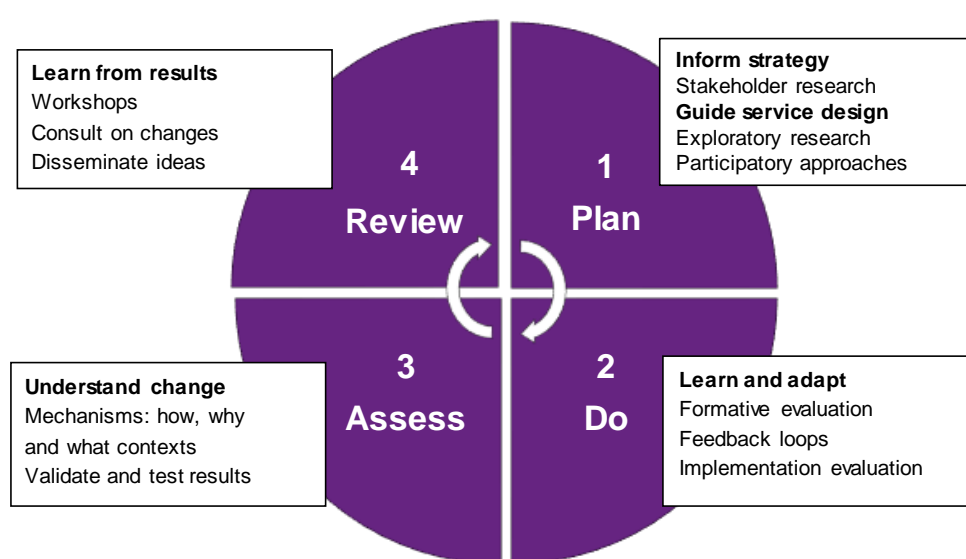 Learn from results
Workshops
Consult on changes
Disseminate ideas
Inform strategy
Stakeholder research
Guide service design
Exploratory research
Participatory approaches
4
Review
1
Plan
3
Assess
2
Do
Understand change
Mechanisms: how, why
and what contexts
Validate and test results
Learn and adapt
Formative evaluation
Feedback loops
Implementation evaluation